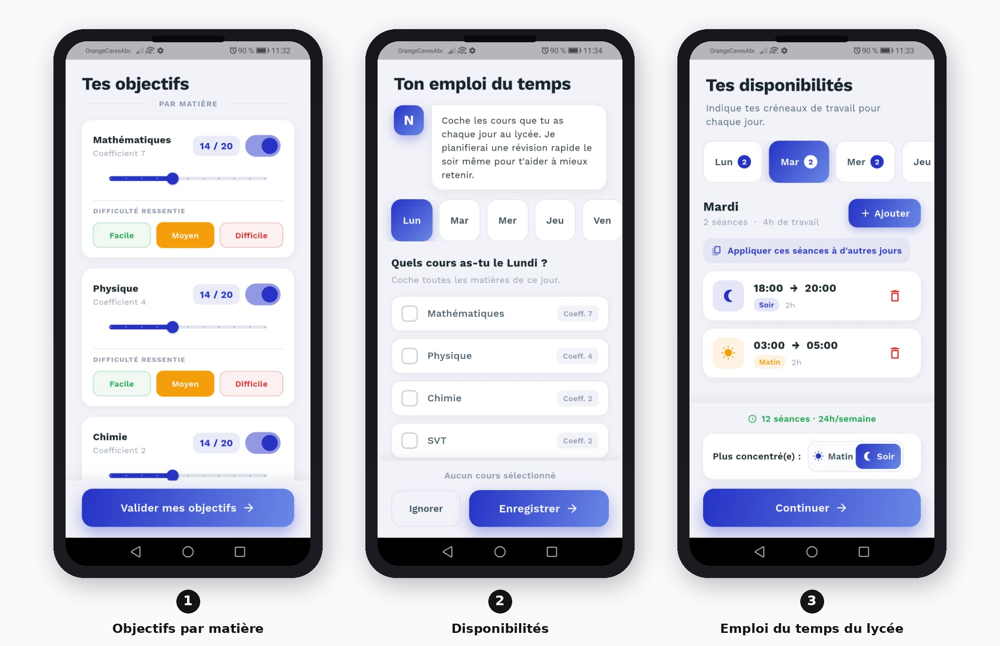 OrangeCaresAbc 90 % 11:32
Tes objectifs
PAR MATIÈRE
Mathématiques
Coefficient 7
14 / 20
DIFFICULTÉ RESSENTIE
Facile Moyen Difficile
Physique
Coefficient 4
14 / 20
DIFFICULTÉ RESSENTIE
Facile Moyen Difficile
Chimie
Coefficient 2
14 / 20
Valider mes objectifs →
1
Objectifs par matière
OrangeCaresAbc 90 % 11:34
Ton emploi du temps
N
Coche les cours que tu as
chaque jour au lycée. Je
planifierai une révision rapide le
soir même pour t'aider à mieux
retenir.
Lun Mar Mer Jeu Ven
Quels cours as-tu le Lundi ?
Coche toutes les matières de ce jour.
Mathématiques Coeff. 7
Physique Coeff. 4
Chimie Coeff. 2
SVT Coeff. 2
Aucun cours sélectionné
Ignorer Enregistrer →
2
Disponibilités
OrangeCaresAbc 90 % 11:33
Tes disponibilités
Indique tes créneaux de travail pour
chaque jour.
Lun 2 Mar 2 Mer 2 Jeu
Mardi
2 séances · 4h de travail
+ Ajouter
Appliquer ces séances à d'autres jours
18:00 → 20:00
Soir 2h
03:00 → 05:00
Matin 2h
12 séances · 24h/semaine
Plus concentré(e) : Matin Soir
Continuer →
3
Emploi du temps du lycée